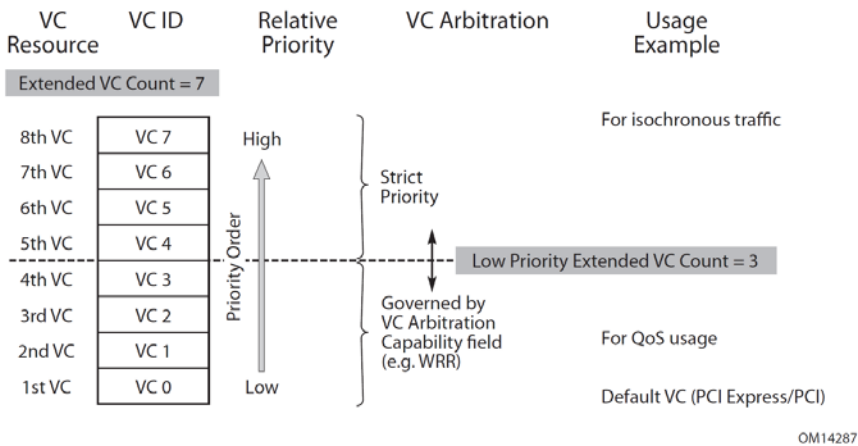 VC Resource
VC ID
Relative Priority
VC Arbitration
Usage Example
Extended VC Count = 7
For isochronous traffic
8th VC
VC 7
High
7th VC
VC 6
Strict
Priority
6th VC
VC 5
5th VC
VC 4
Priority Order
Low Priority Extended VC Count = 3
4th VC
VC 3
Governed by
VC Arbitration
Capability field
(e.g. WRR)
3rd VC
VC 2
For QoS usage
2nd VC
VC 1
1st VC
VC 0
Low
Default VC (PCI Express/PCI)
OM14287